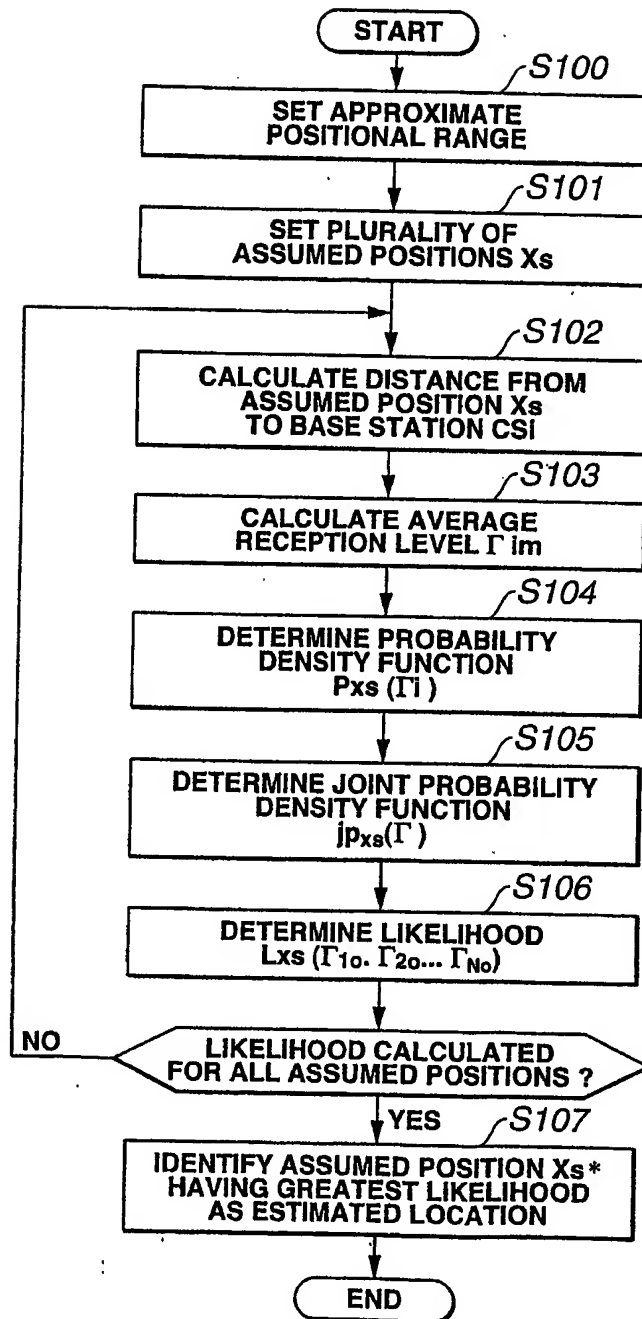 START
S100
SET APPROXIMATE
POSITIONAL RANGE
S101
SET PLURALITY OF
ASSUMED POSITIONS Xs
S102
CALCULATE DISTANCE FROM
ASSUMED POSITION Xs
TO BASE STATION CSi
S103
CALCULATE AVERAGE
RECEPTION LEVEL Γ im
S104
DETERMINE PROBABILITY
DENSITY FUNCTION
Pxs (Γi )
S105
DETERMINE JOINT PROBABILITY
DENSITY FUNCTION
jpxs(Γ )
S106
DETERMINE LIKELIHOOD
Lxs (Γ1o. Γ2o... ΓNo)
NO
LIKELIHOOD CALCULATED
FOR ALL ASSUMED POSITIONS ?
YES
S107
IDENTIFY ASSUMED POSITION Xs*
HAVING GREATEST LIKELIHOOD
AS ESTIMATED LOCATION
END